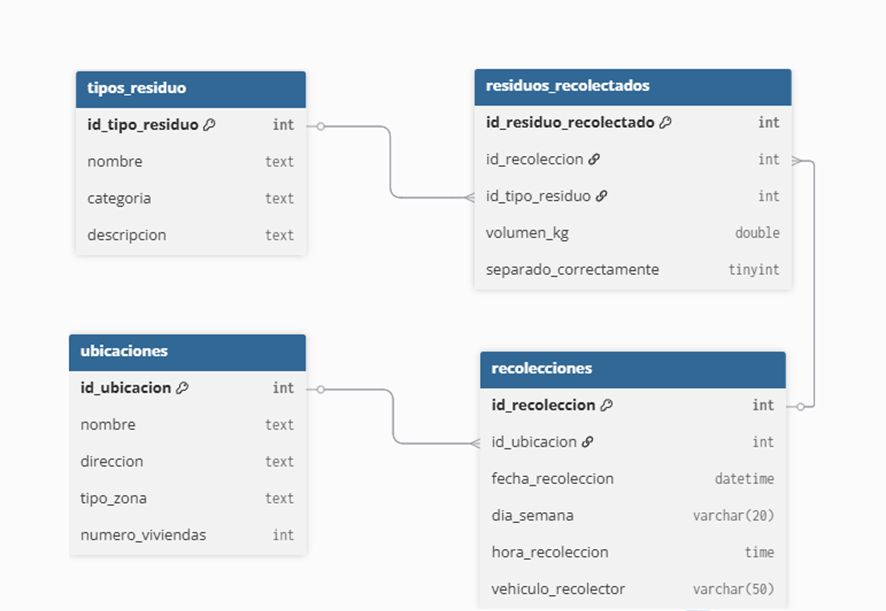 tipos_residuo
id_tipo_residuo int
nombre text
categoria text
descripcion text
residuos_recolectados
id_residuo_recolectado int
id_recoleccion int
id_tipo_residuo int
volumen_kg double
separado_correctamente tinyint
ubicaciones
id_ubicacion int
nombre text
direccion text
tipo_zona text
numero_viviendas int
recolecciones
id_recoleccion int
id_ubicacion int
fecha_recoleccion datetime
dia_semana varchar(20)
hora_recoleccion time
vehiculo_recolector varchar(50)